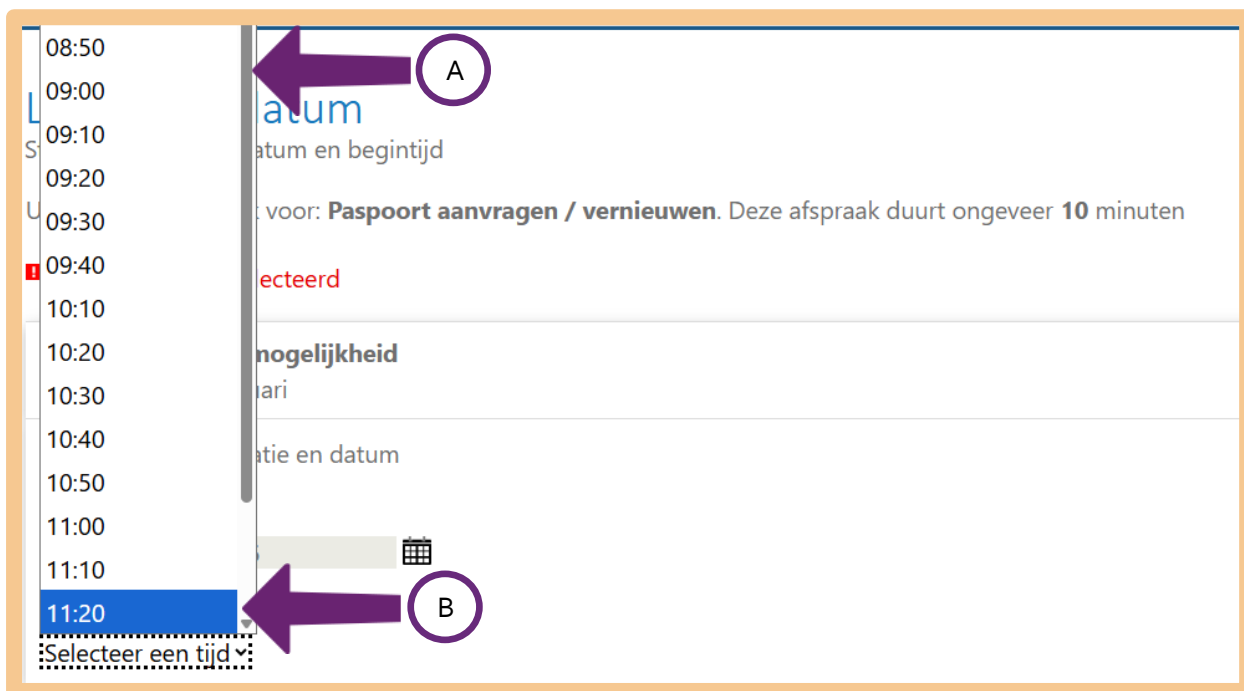 08:50
09:00
09:10
09:20
09:30
09:40
10:10
10:20
10:30
10:40
10:50
11:00
11:10
11:20
Selecteer een tijd
A
B
L atum
S atum en begintijd
U voor: Paspoort aanvragen / vernieuwen. Deze afspraak duurt ongeveer 10 minuten
! ecteerd
mogelijkheid
uari
atie en datum